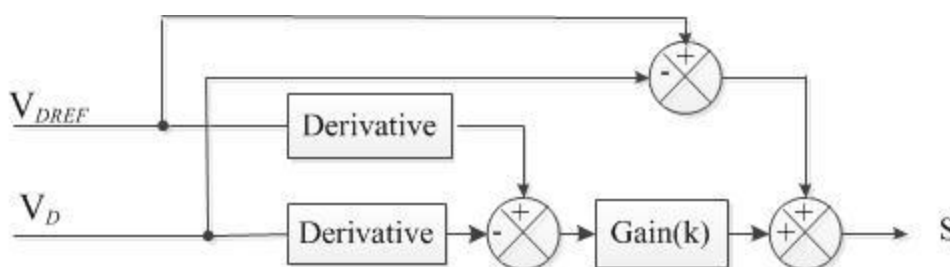 +
-
V_DREF
Derivative
V_D
+
-
Derivative
Gain(k)
+
+
S